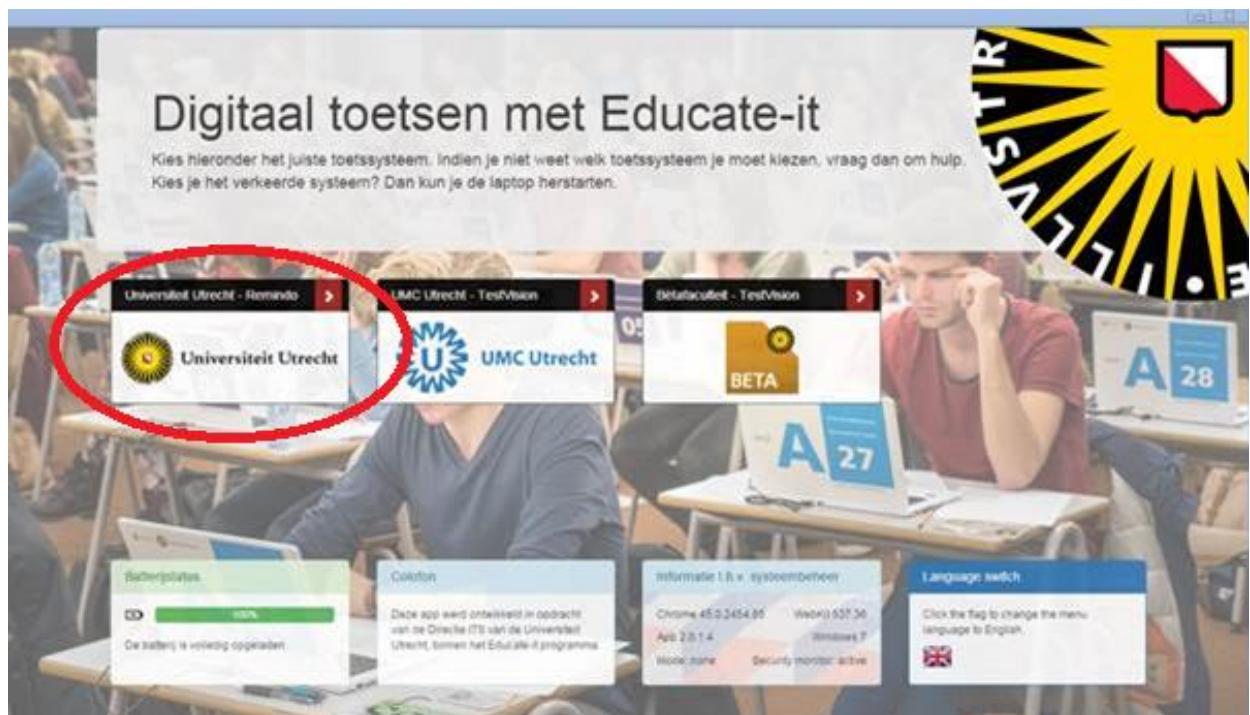 Digitaal toetsen met Educate-it
Kies hieronder het juiste toetssysteem. Indien je niet weet welk toetssysteem je moet kiezen, vraag dan om hulp.
Kies je het verkeerde systeem? Dan kun je de laptop herstarten.
Universiteit Utrecht - Remindo
UMC Utrecht - TestVision
Bètafaculteit - TestVision
Universiteit Utrecht
U
UMC Utrecht
BETA
05
A 28
A 27
Batterijstatus
100%
De batterij is volledig opgeladen
Colofon
Deze app werd ontwikkeld in opdracht
van de Directie ITS van de Universiteit
Utrecht, binnen het Educate-it programma.
Informatie t.b.v. systeembeheer
Chrome 45.0.2454.85 WebKit 537.36
App 2.0.1.4 Windows 7
Mode: none Security monitor: active
Language switch
Click the flag to change the menu
language to English.